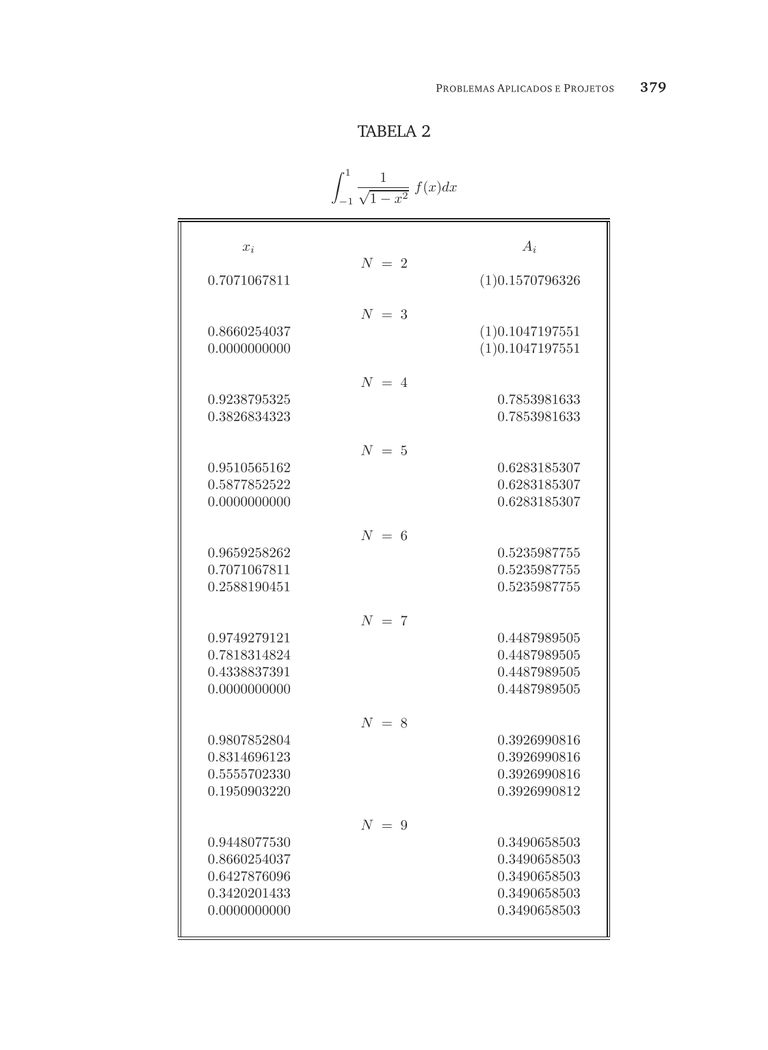 PROBLEMAS APLICADOS E PROJETOS 379
TABELA 2
∫_{-1}^{1} 1/√(1 − x²) f(x)dx
x_i A_i
N = 2
0.7071067811 (1)0.1570796326
N = 3
0.8660254037 (1)0.1047197551
0.0000000000 (1)0.1047197551
N = 4
0.9238795325 0.7853981633
0.3826834323 0.7853981633
N = 5
0.9510565162 0.6283185307
0.5877852522 0.6283185307
0.0000000000 0.6283185307
N = 6
0.9659258262 0.5235987755
0.7071067811 0.5235987755
0.2588190451 0.5235987755
N = 7
0.9749279121 0.4487989505
0.7818314824 0.4487989505
0.4338837391 0.4487989505
0.0000000000 0.4487989505
N = 8
0.9807852804 0.3926990816
0.8314696123 0.3926990816
0.5555702330 0.3926990816
0.1950903220 0.3926990812
N = 9
0.9448077530 0.3490658503
0.8660254037 0.3490658503
0.6427876096 0.3490658503
0.3420201433 0.3490658503
0.0000000000 0.3490658503